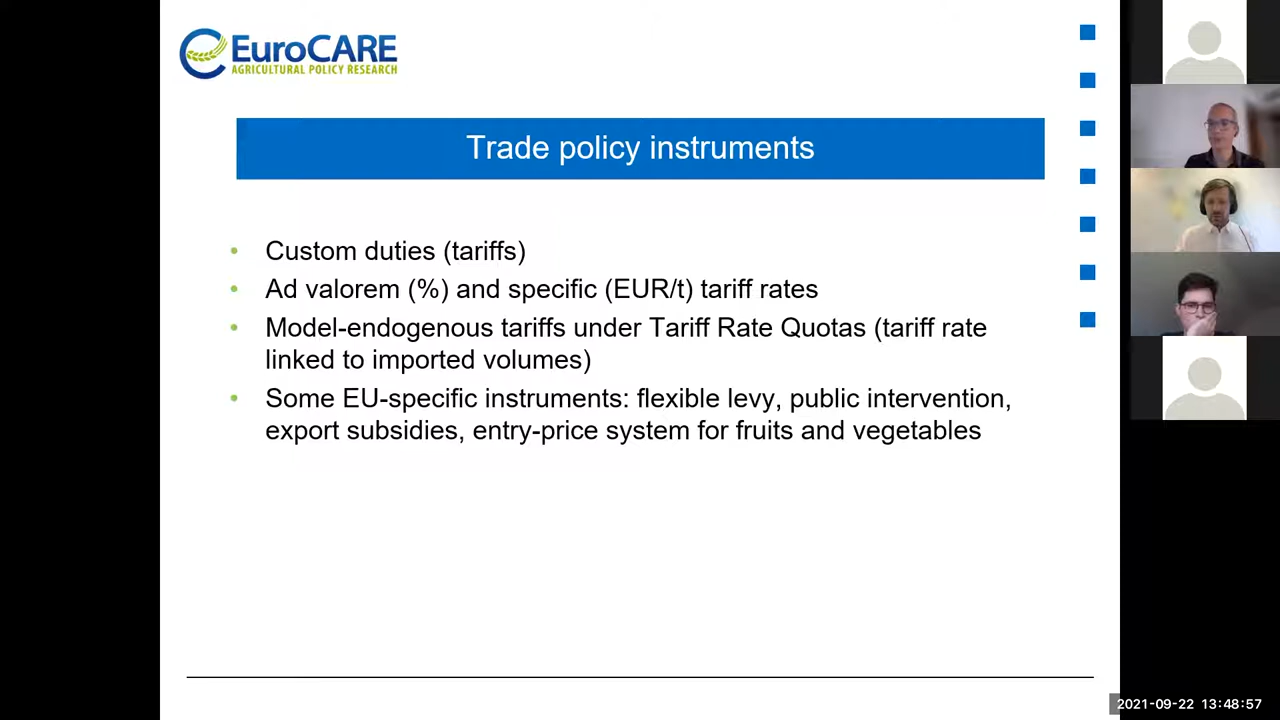 EuroCARE
AGRICULTURAL POLICY RESEARCH
Trade policy instruments
• Custom duties (tariffs)
• Ad valorem (%) and specific (EUR/t) tariff rates
• Model-endogenous tariffs under Tariff Rate Quotas (tariff rate
linked to imported volumes)
• Some EU-specific instruments: flexible levy, public intervention,
export subsidies, entry-price system for fruits and vegetables
2021-09-22 13:48:57